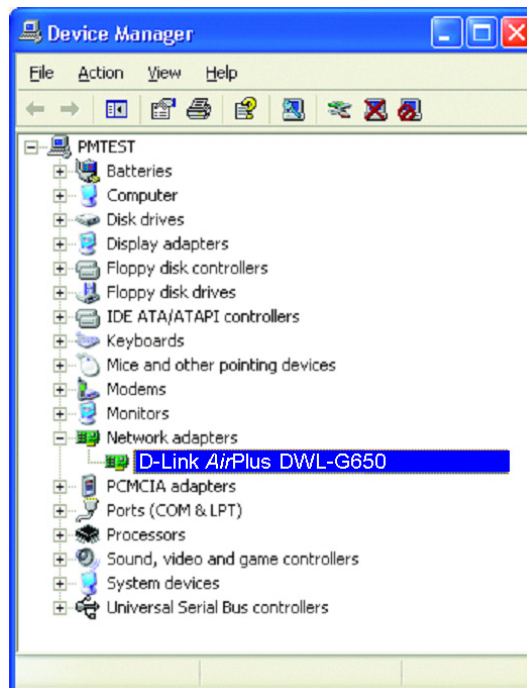 Device Manager
File Action View Help
PMTEST
Batteries
Computer
Disk drives
Display adapters
Floppy disk controllers
Floppy disk drives
IDE ATA/ATAPI controllers
Keyboards
Mice and other pointing devices
Modems
Monitors
Network adapters
D-Link AirPlus DWL-G650
PCMCIA adapters
Ports (COM & LPT)
Processors
Sound, video and game controllers
System devices
Universal Serial Bus controllers